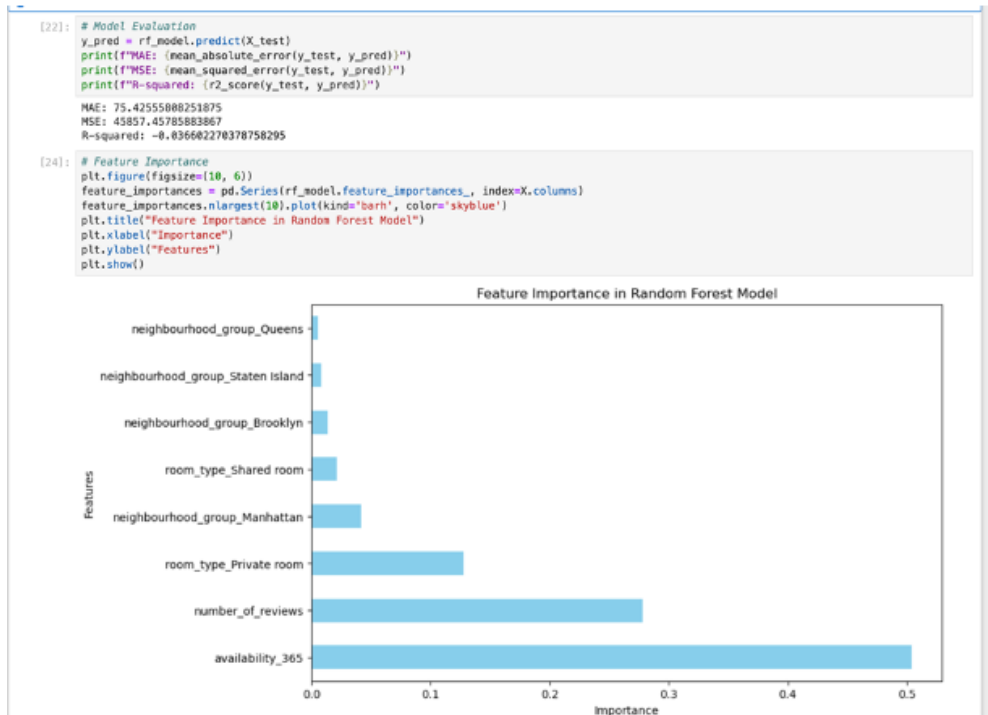 [22]: # Model Evaluation
y_pred = rf_model.predict(X_test)
print(f"MAE: {mean_absolute_error(y_test, y_pred)}")
print(f"MSE: {mean_squared_error(y_test, y_pred)}")
print(f"R-squared: {r2_score(y_test, y_pred)}")
MAE: 75.42555808251875
MSE: 45857.45785883867
R-squared: -0.036602270378758295
[24]: # Feature Importance
plt.figure(figsize=(10, 6))
feature_importances = pd.Series(rf_model.feature_importances_, index=X.columns)
feature_importances.nlargest(10).plot(kind='barh', color='skyblue')
plt.title("Feature Importance in Random Forest Model")
plt.xlabel("Importance")
plt.ylabel("Features")
plt.show()
Feature Importance in Random Forest Model
neighbourhood_group_Queens
neighbourhood_group_Staten Island
neighbourhood_group_Brooklyn
room_type_Shared room
neighbourhood_group_Manhattan
room_type_Private room
number_of_reviews
availability_365
Features
0.0 0.1 0.2 0.3 0.4 0.5
Importance